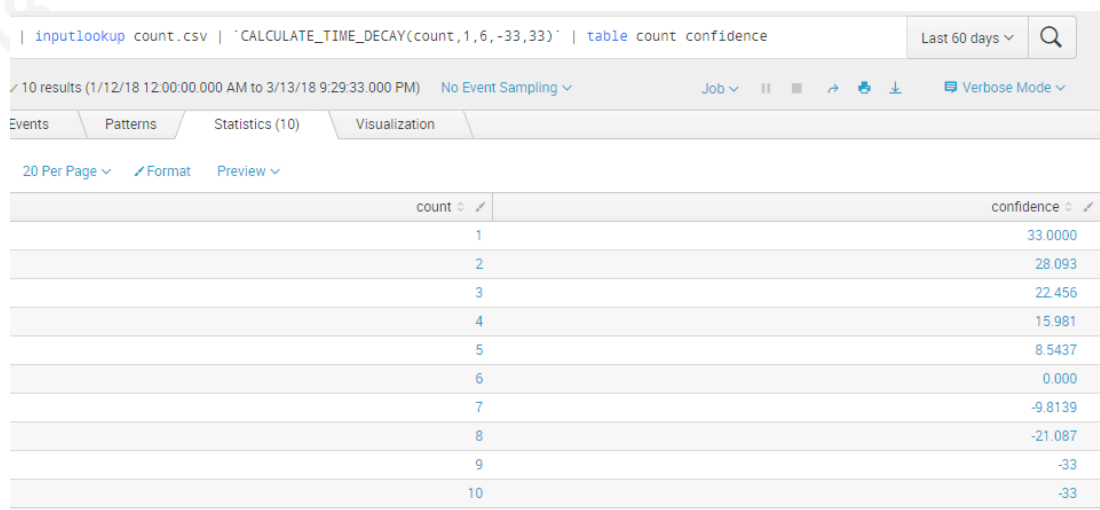 | inputlookup count.csv | `CALCULATE_TIME_DECAY(count,1,6,-33,33)` | table count confidence
Last 60 days
10 results (1/12/18 12:00:00.000 AM to 3/13/18 9:29:33.000 PM) No Event Sampling Job Verbose Mode
Events Patterns Statistics (10) Visualization
20 Per Page Format Preview
count confidence
1 33.0000
2 28.093
3 22.456
4 15.981
5 8.5437
6 0.000
7 -9.8139
8 -21.087
9 -33
10 -33